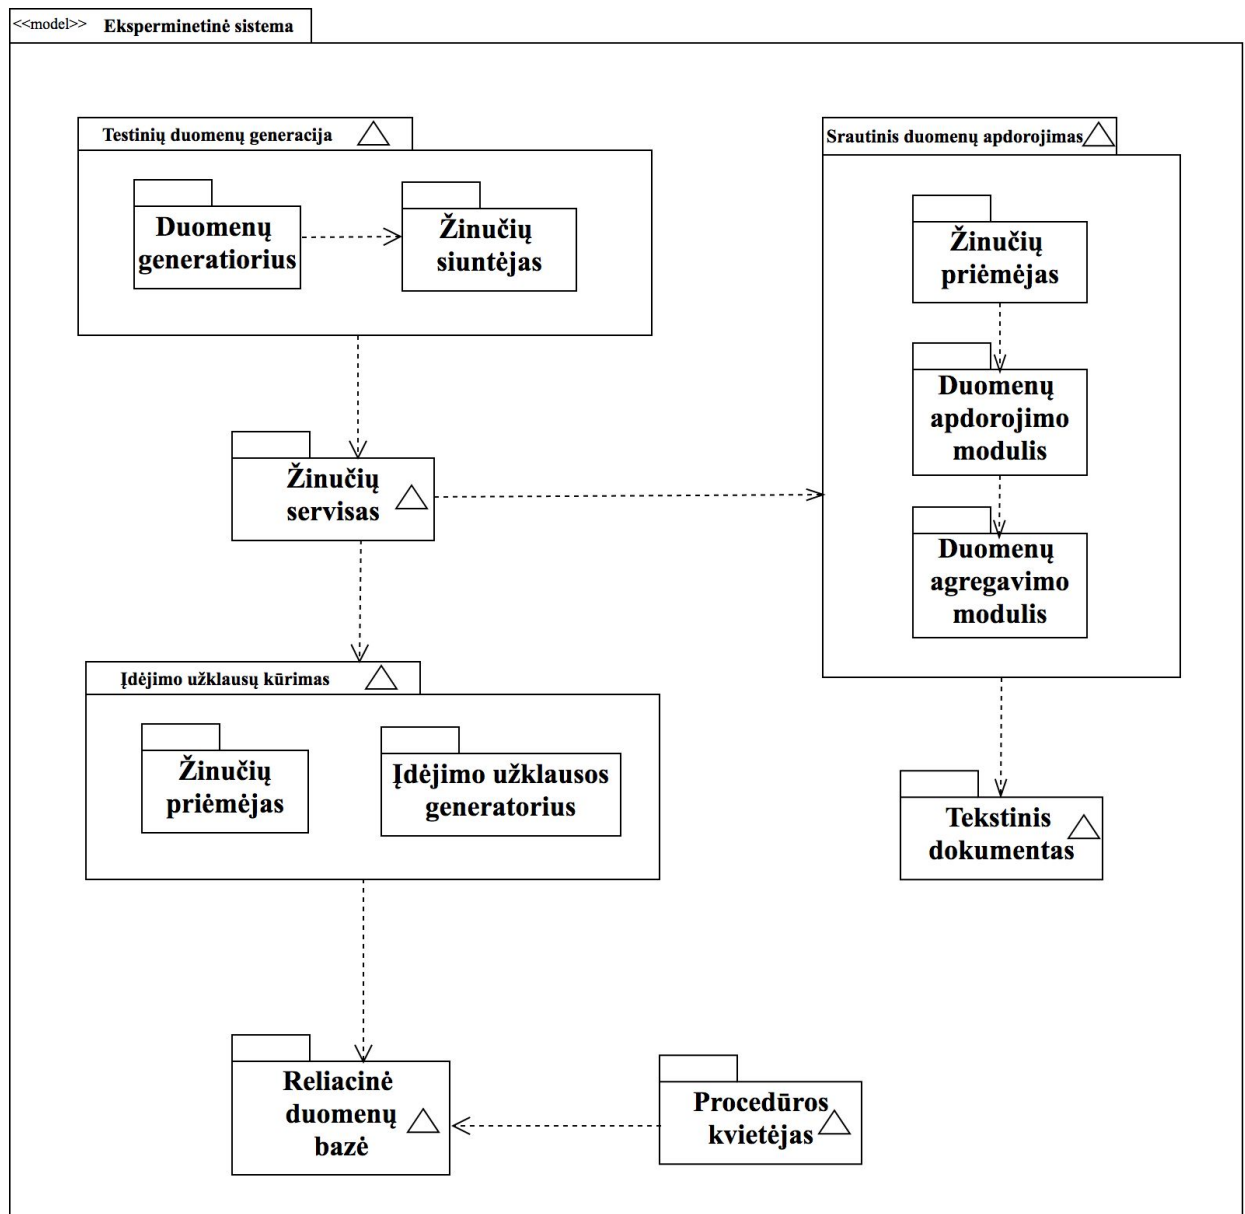 <<model>> Eksperminetinė sistema
Testinių duomenų generacija
Duomenų
generatiorius
Žinučių
siuntėjas
Srautinis duomenų apdorojimas
Žinučių
priėmėjas
Duomenų
apdorojimo
modulis
Duomenų
agregavimo
modulis
Žinučių
servisas
Įdėjimo užklausų kūrimas
Žinučių
priėmėjas
Įdėjimo užklausos
generatorius
Tekstinis
dokumentas
Reliacinė
duomenų
bazė
Procedūros
kvietėjas